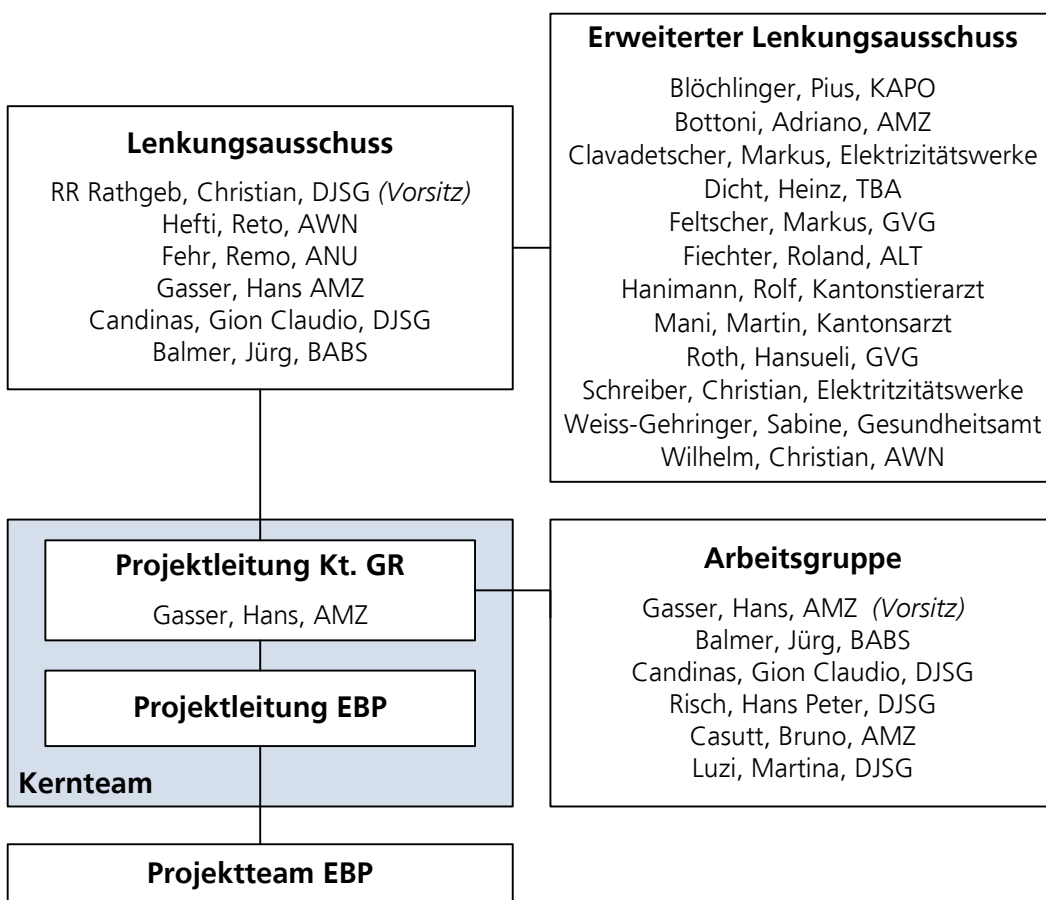 Erweiterter Lenkungsausschuss
Blöchlinger, Pius, KAPO
Bottoni, Adriano, AMZ
Clavadetscher, Markus, Elektrizitätswerke
Dicht, Heinz, TBA
Feltscher, Markus, GVG
Fiechter, Roland, ALT
Hanimann, Rolf, Kantonstierarzt
Mani, Martin, Kantonsarzt
Roth, Hansueli, GVG
Schreiber, Christian, Elektritzitätswerke
Weiss-Gehringer, Sabine, Gesundheitsamt
Wilhelm, Christian, AWN
Lenkungsausschuss
RR Rathgeb, Christian, DJSG (Vorsitz)
Hefti, Reto, AWN
Fehr, Remo, ANU
Gasser, Hans AMZ
Candinas, Gion Claudio, DJSG
Balmer, Jürg, BABS
Projektleitung Kt. GR
Gasser, Hans, AMZ
Projektleitung EBP
Kernteam
Arbeitsgruppe
Gasser, Hans, AMZ (Vorsitz)
Balmer, Jürg, BABS
Candinas, Gion Claudio, DJSG
Risch, Hans Peter, DJSG
Casutt, Bruno, AMZ
Luzi, Martina, DJSG
Projektteam EBP